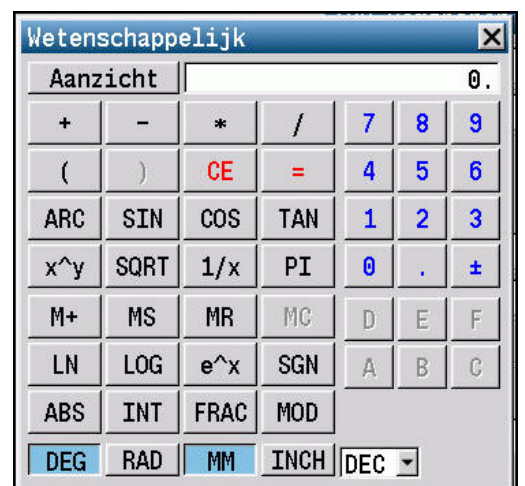 Wetenschappelijk
Aanzicht 0.
+ - * / 7 8 9
( ) CE = 4 5 6
ARC SIN COS TAN 1 2 3
x^y SQRT 1/x PI 0 . ±
M+ MS MR MC D E F
LN LOG e^x SGN A B C
ABS INT FRAC MOD
DEG RAD MM INCH DEC